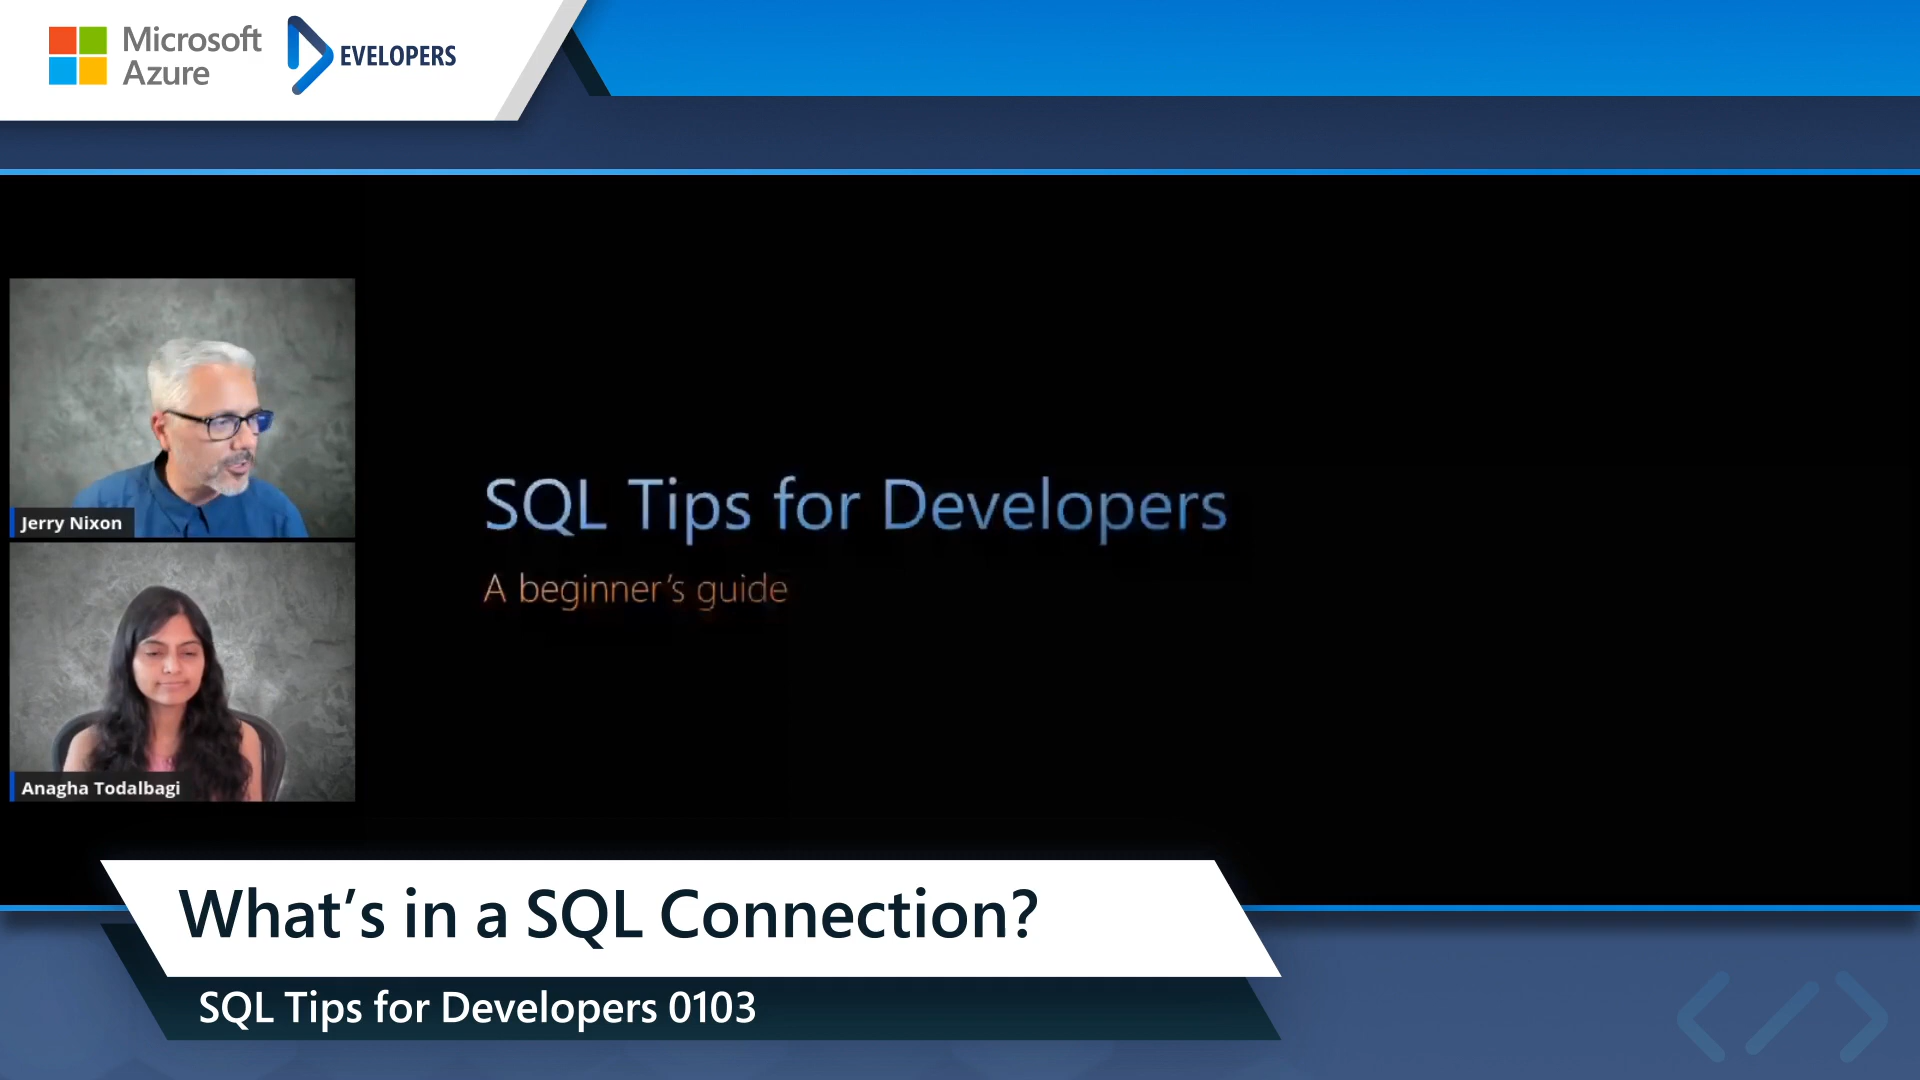 Microsoft
Azure
DEVELOPERS
Jerry Nixon
Anagha Todalbagi
SQL Tips for Developers
A beginner's guide
What's in a SQL Connection?
SQL Tips for Developers 0103